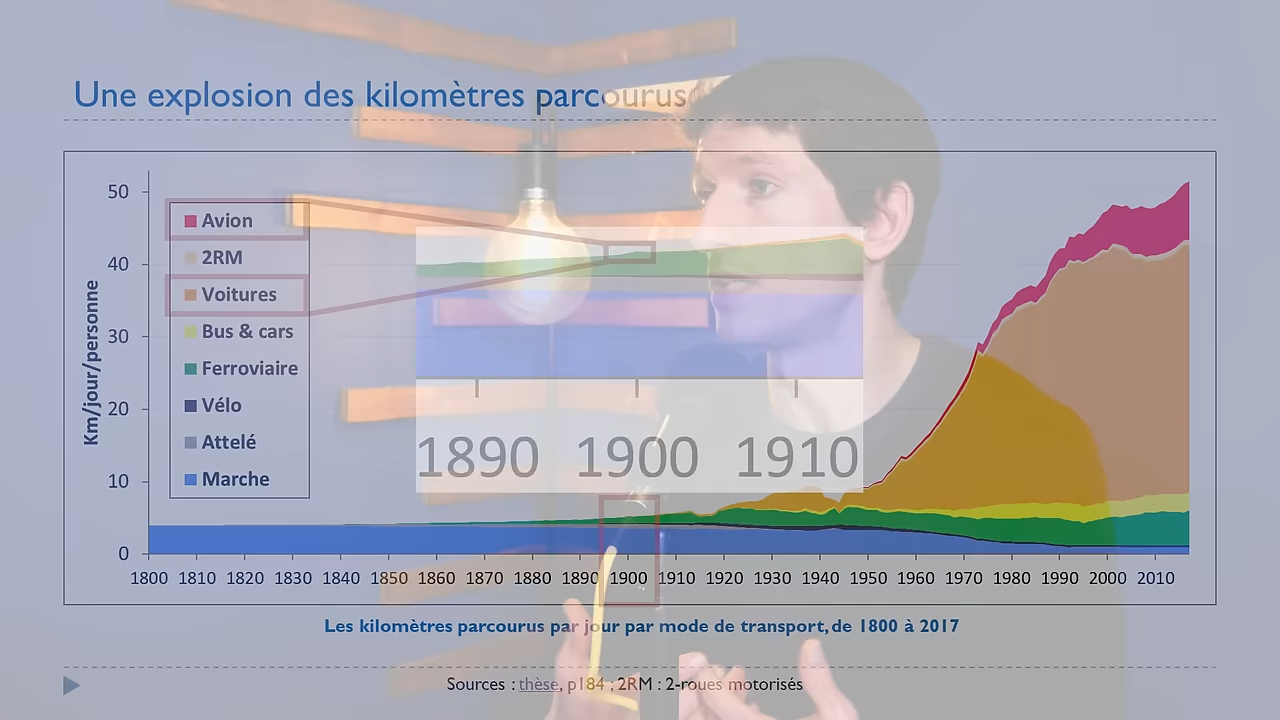 Une explosion des kilomètres parcourus
Km/jour/personne
50
40
30
20
10
0
Avion
2RM
Voitures
Bus & cars
Ferroviaire
Vélo
Attelé
Marche
1890 1900 1910
1800 1810 1820 1830 1840 1850 1860 1870 1880 1890 1900 1910 1920 1930 1940 1950 1960 1970 1980 1990 2000 2010
Les kilomètres parcourus par jour par mode de transport, de 1800 à 2017
Sources : thèse, p184 ; 2RM : 2-roues motorisés